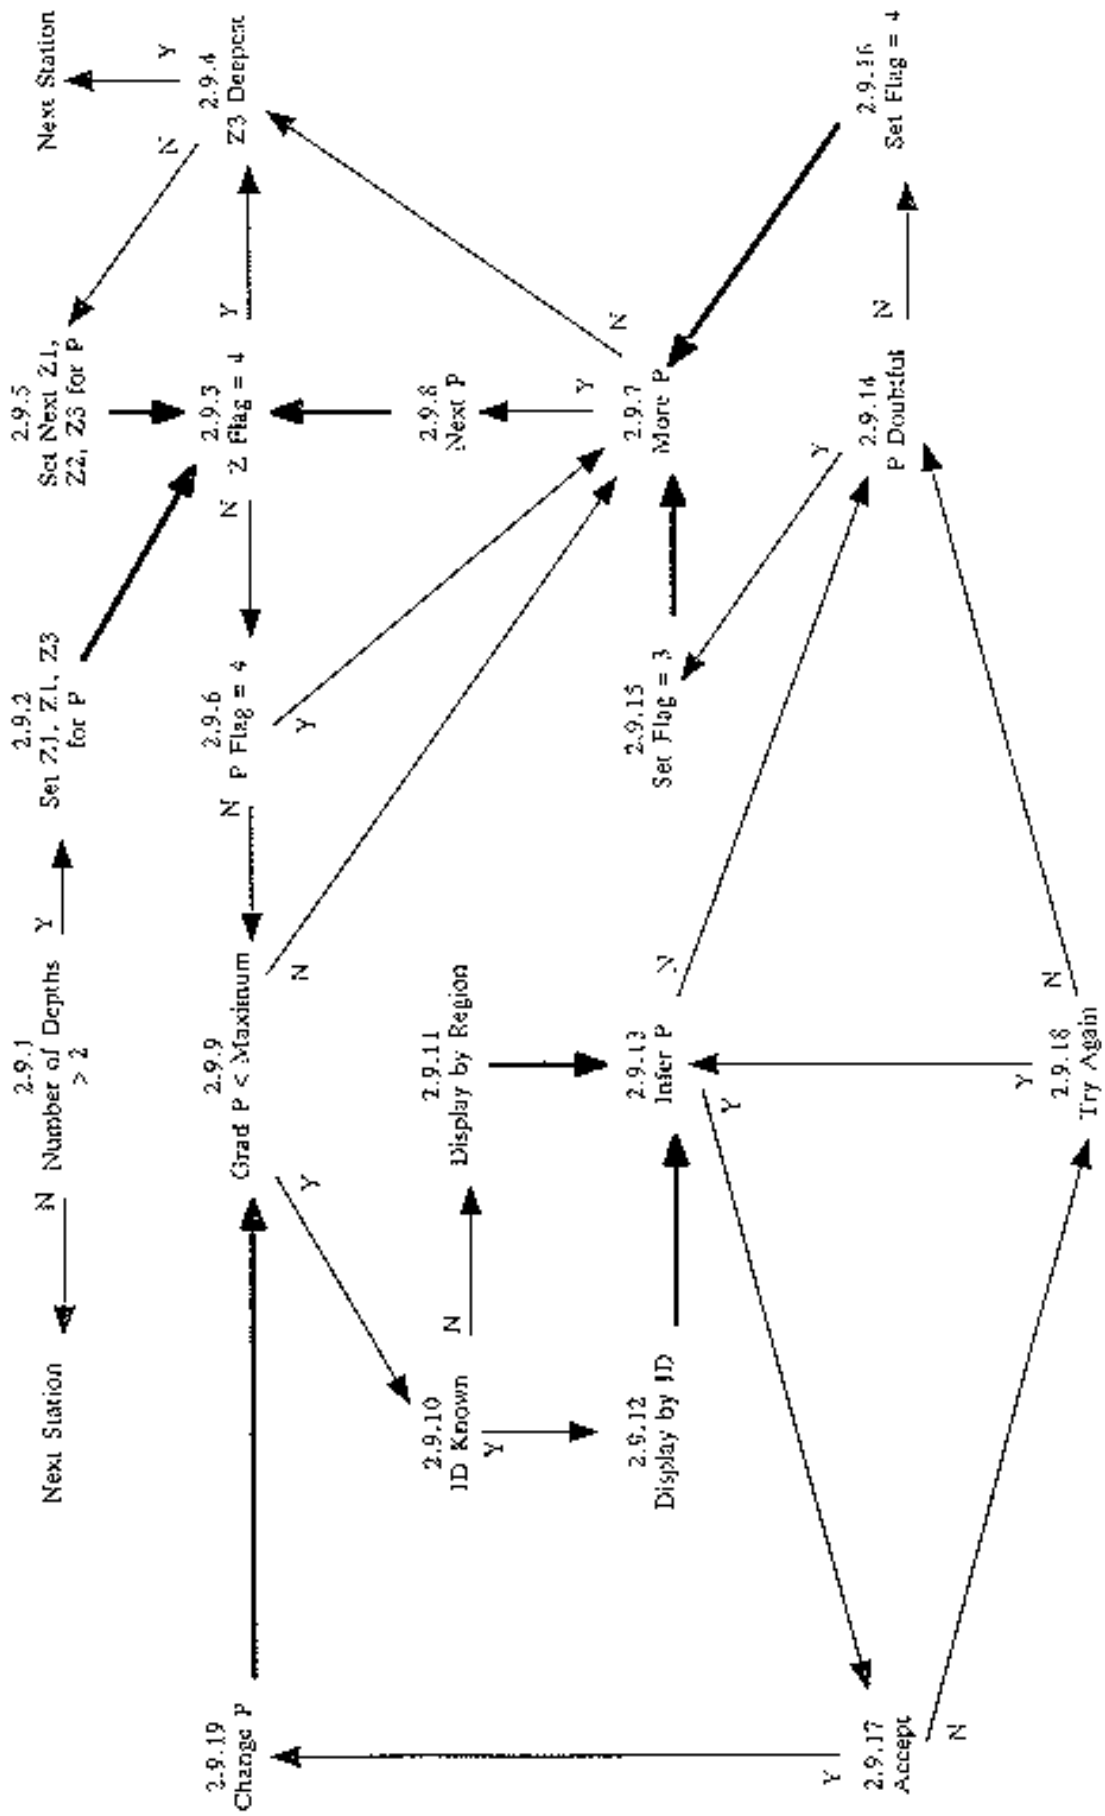 Next Station
N
2.9.1
Number of Depths
> 2
Y
2.9.2
Set Z1, Z1, Z3
for P
2.9.5
Set Next Z1,
Z2, Z3 for P
Next Station
N
Y
2.9.19
Change P
2.9.9
Grad P < Maximum
Y
N
N
2.9.6
P Flag = 4
Y
N
2.9.3
Z Flag = 4
Y
2.9.4
Z3 Deepest
2.9.10
ID Known
Y
N
2.9.11
Display by Region
2.9.8
Next P
2.9.12
Display by ID
2.9.13
Infer P
Y
N
2.9.15
Set Flag = 3
2.9.7
More P
Y
N
2.9.17
Accept
Y
N
2.9.18
Try Again
Y
N
2.9.14
P Doubtful
Y
N
2.9.16
Set Flag = 4